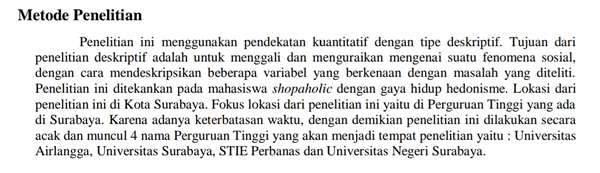 Metode Penelitian
Penelitian ini menggunakan pendekatan kuantitatif dengan tipe deskriptif. Tujuan dari
penelitian deskriptif adalah untuk menggali dan menguraikan mengenai suatu fenomena sosial,
dengan cara mendeskripsikan beberapa variabel yang berkenaan dengan masalah yang diteliti.
Penelitian ini ditekankan pada mahasiswa shopaholic dengan gaya hidup hedonisme. Lokasi dari
penelitian ini di Kota Surabaya. Fokus lokasi dari penelitian ini yaitu di Perguruan Tinggi yang ada
di Surabaya. Karena adanya keterbatasan waktu, dengan demikian penelitian ini dilakukan secara
acak dan muncul 4 nama Perguruan Tinggi yang akan menjadi tempat penelitian yaitu : Universitas
Airlangga, Universitas Surabaya, STIE Perbanas dan Universitas Negeri Surabaya.